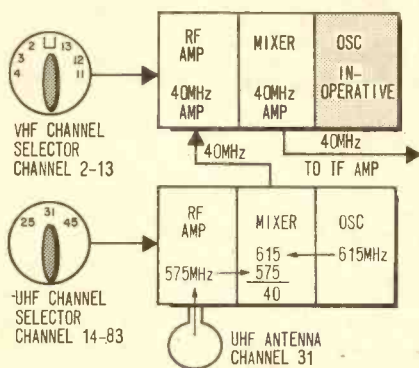 2 U 13
3 12
4 11
VHF CHANNEL
SELECTOR
CHANNEL 2-13
RF
AMP
40MHz
AMP
MIXER
40MHz
AMP
OSC
IN-
OPERATIVE
40MHz
40MHz
TO IF AMP
31
25 45
UHF CHANNEL
SELECTOR
CHANNEL 14-83
RF
AMP
575MHz
MIXER
615
575
40
OSC
615MHz
UHF ANTENNA
CHANNEL 31